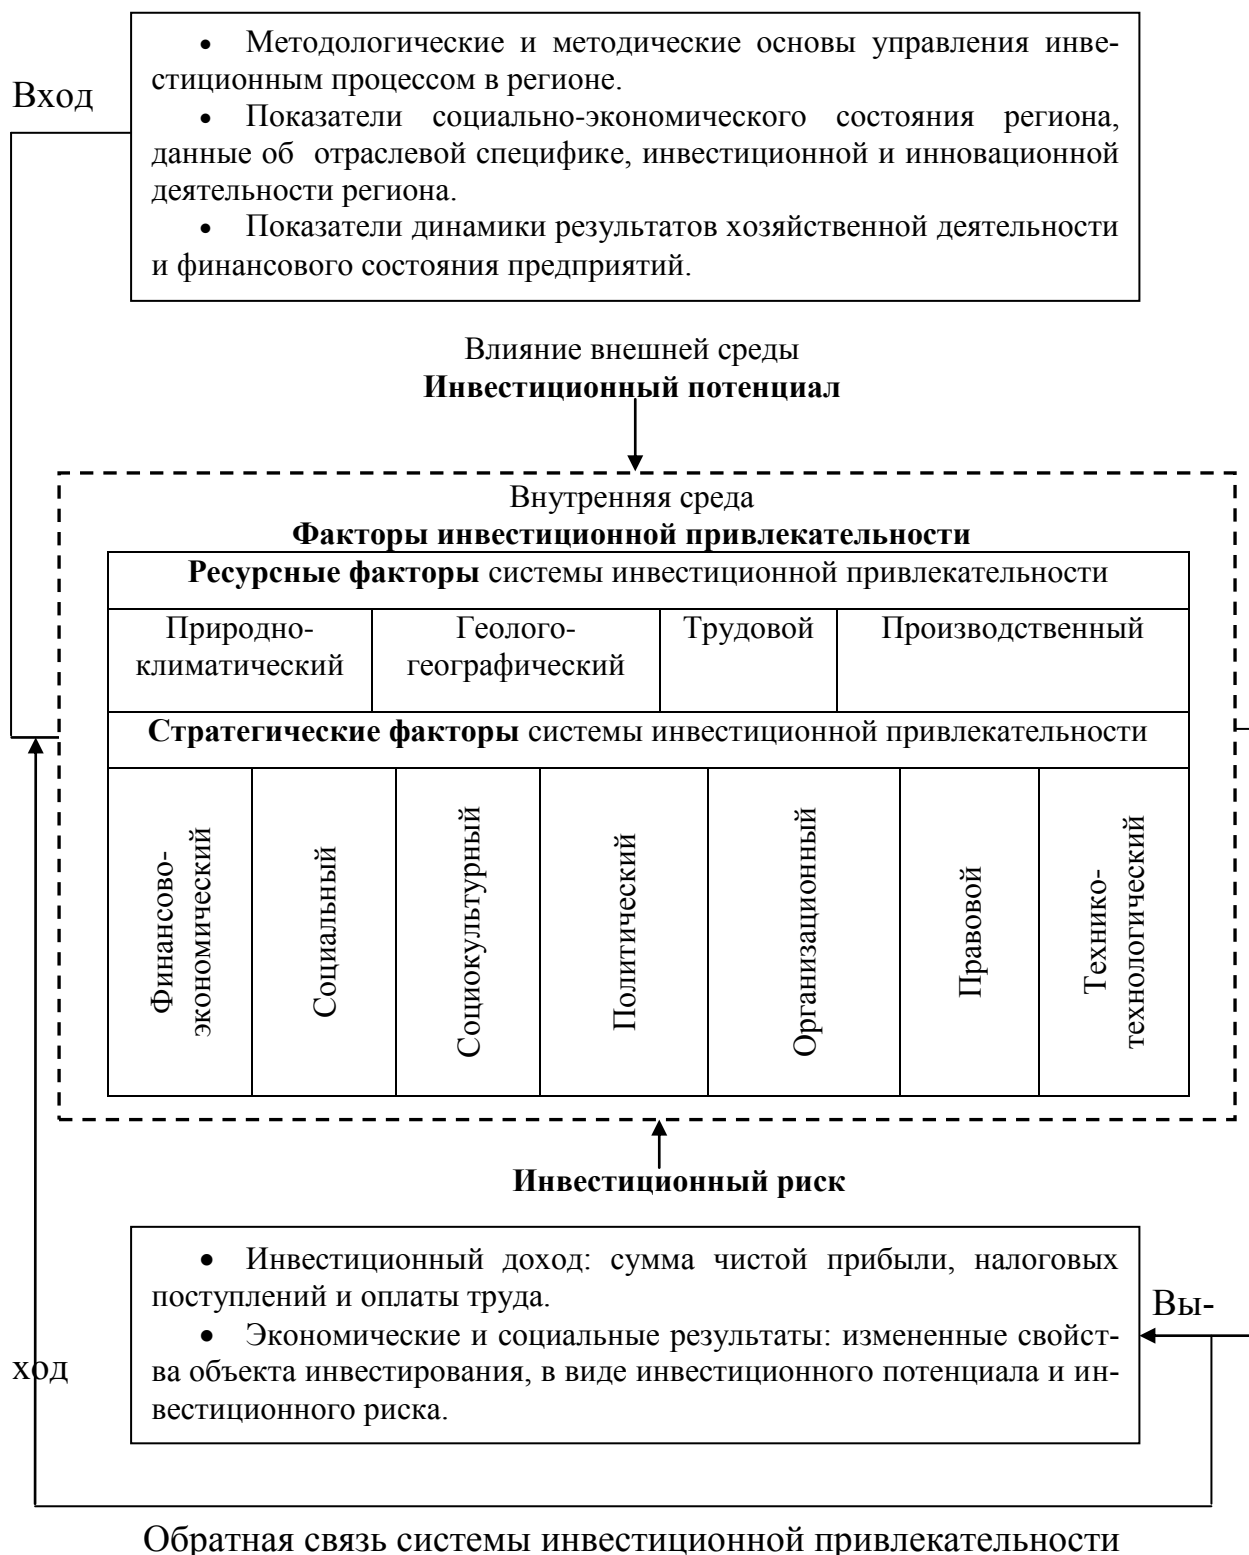 • Методологические и методические основы управления инве-
стиционным процессом в регионе.
Вход
• Показатели социально-экономического состояния региона,
данные об отраслевой специфике, инвестиционной и инновационной
деятельности региона.
• Показатели динамики результатов хозяйственной деятельности
и финансового состояния предприятий.
Влияние внешней среды
Инвестиционный потенциал
Внутренняя среда
Факторы инвестиционной привлекательности
Ресурсные факторы системы инвестиционной привлекательности
Природно-
климатический
Геолого-
географический
Трудовой
Производственный
Стратегические факторы системы инвестиционной привлекательности
Финансово-
экономический
Социальный
Социокультурный
Политический
Организационный
Правовой
Технико-
технологический
Инвестиционный риск
• Инвестиционный доход: сумма чистой прибыли, налоговых
поступлений и оплаты труда.
Вы-
• Экономические и социальные результаты: измененные свойст-
ва объекта инвестирования, в виде инвестиционного потенциала и ин-
вестиционного риска.
ход
Обратная связь системы инвестиционной привлекательности